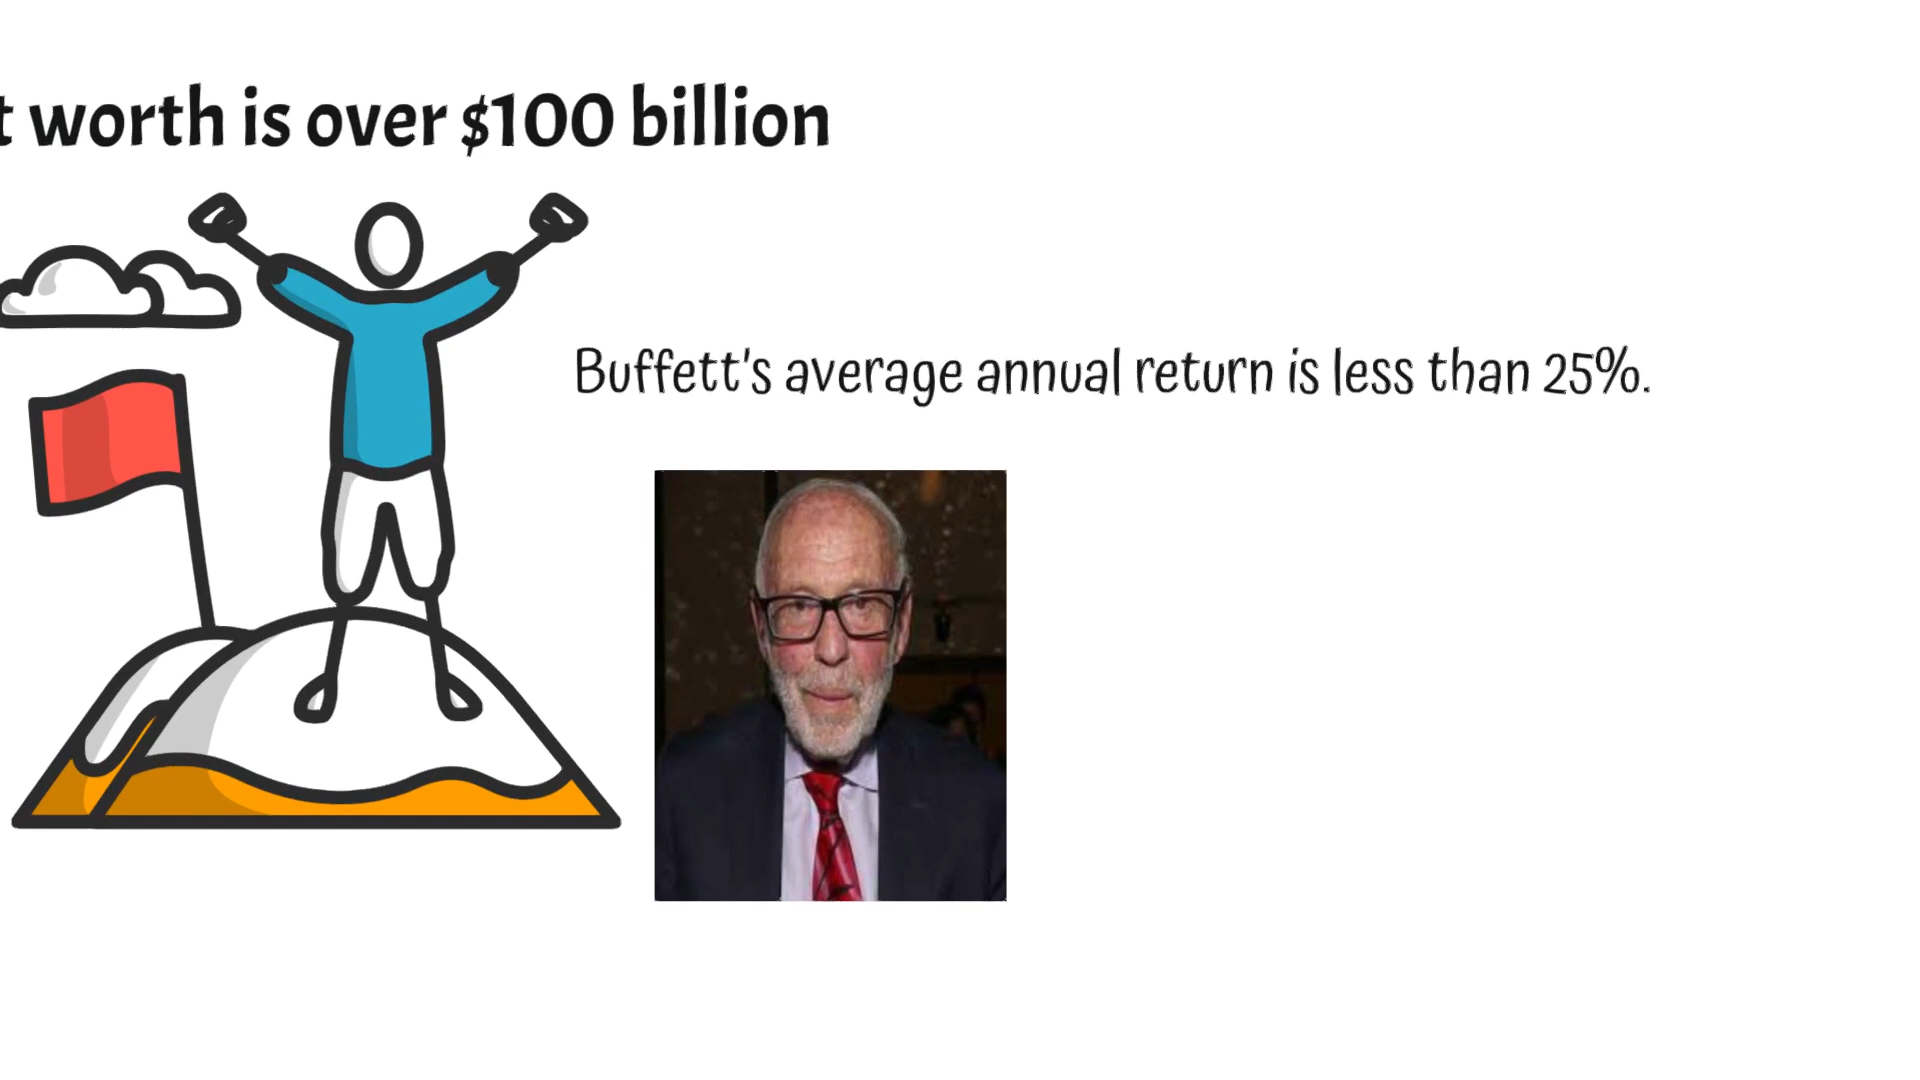 t worth is over $100 billion
Buffett's average annual return is less than 25%.